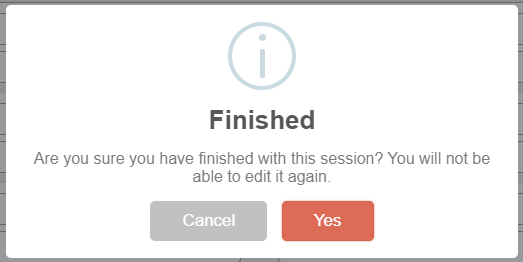 Finished
Are you sure you have finished with this session? You will not be
able to edit it again.
Cancel
Yes